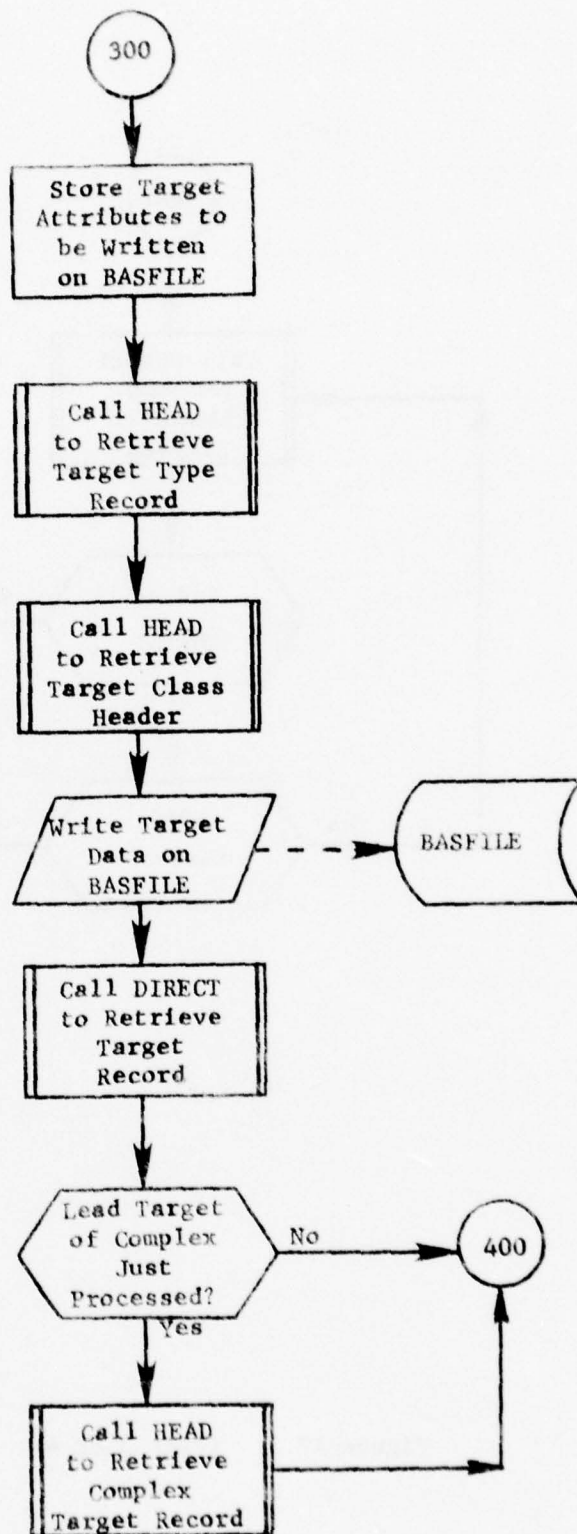 300
Store Target
Attributes to
be Written
on BASFILE
Call HEAD
to Retrieve
Target Type
Record
Call HEAD
to Retrieve
Target Class
Header
Write Target
Data on
BASFILE
BASFILE
Call DIRECT
to Retrieve
Target
Record
Lead Target
of Complex
Just
Processed?
No
400
Yes
Call HEAD
to Retrieve
Complex
Target Record